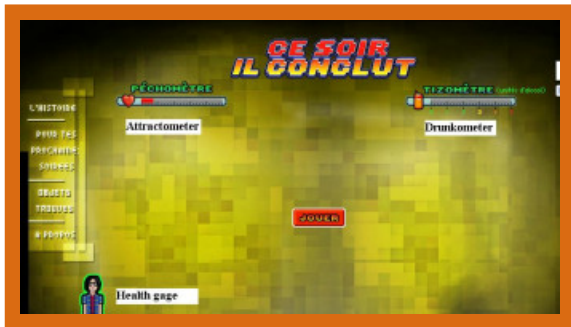 CE SOIR
IL CONCLUT
PÉCHOMÈTRE
TIZOMÈTRE
Attractometer
Drunkometer
L'HISTOIRE
POUR TES
PROCHAINES
SOIRÉES
OBJETS
TROUVÉS
À PROPOS
JOUER
Health gage